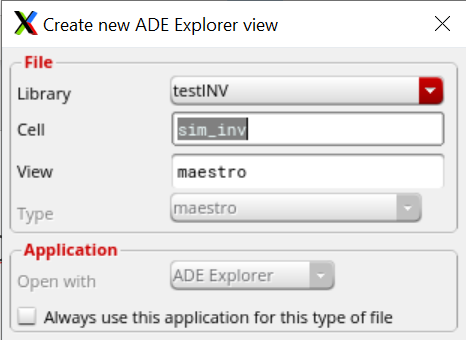 Create new ADE Explorer view
File
Library testINV
Cell sim_inv
View maestro
Type maestro
Application
Open with ADE Explorer
Always use this application for this type of file